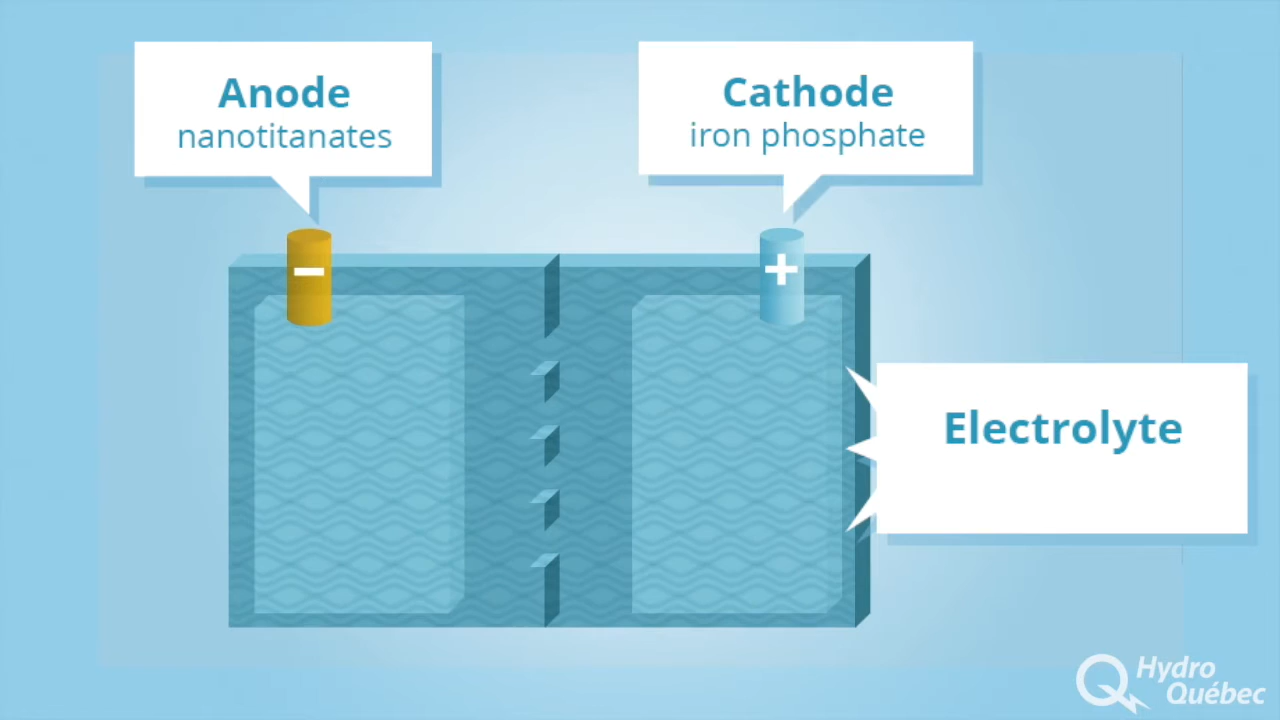 Anode
nanotitanates
Cathode
iron phosphate
−
+
Electrolyte
Hydro
Québec